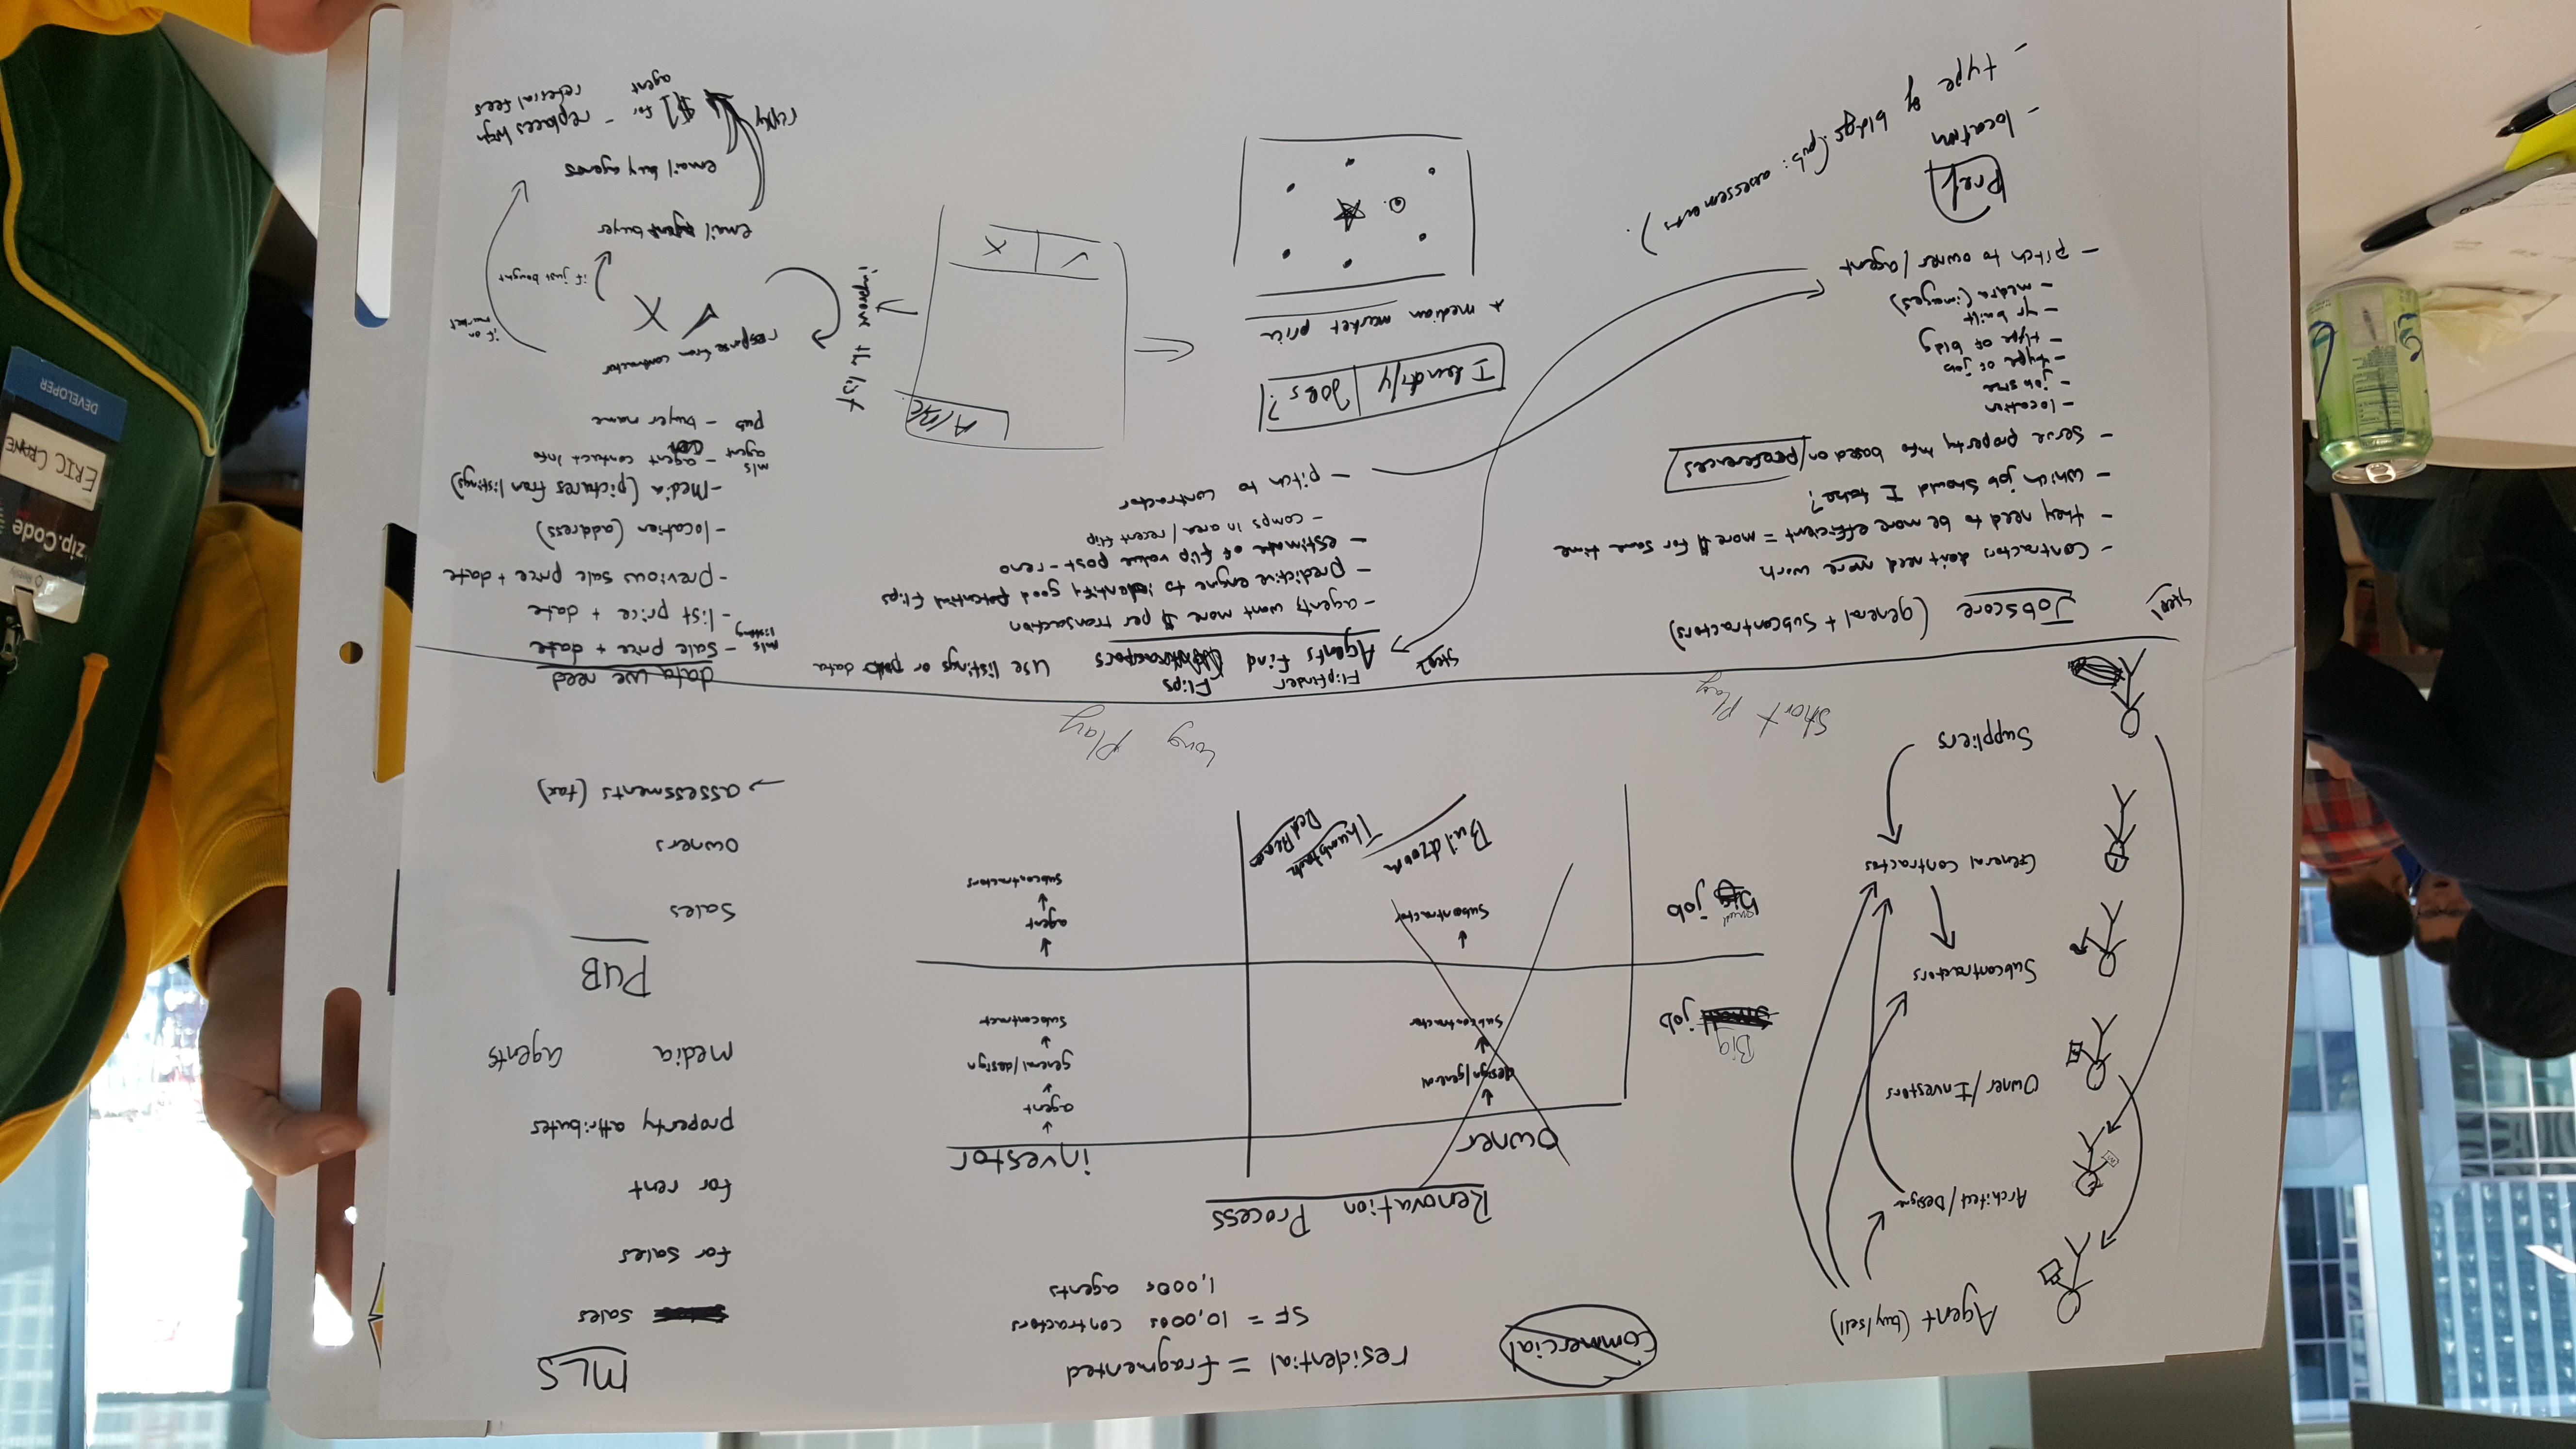 Agent (buy/sell)
Architect/Designer
Owner/Investors
Subcontractors
General Contractos
Suppliers
Commercial
residential = fragmented
SF = 10,000s contractors
1,000s agents
Renovation Process
owner
investor
Big job
design/general
Subcontractor
agent
general/design
Subcontract
small
big job
Subcontractor
agent
Subcontractors
Buildzoom
Thumbtack
MLS
sales
for sales
for rent
property attributes
media agents
PUB
Sales
owners
→ assessments (tax)
Short Play
Long Play
Step 1
Jobscore (general + Subcontractors)
- Contractors don't need more work
- they need to be more efficient = more $ for same time
- which job should I take?
- Serve property info based on preferences
- location
- job size
- type of job
- type of bldg
- yr built
- media (images)
- pitch to owner/agent
Pref
- location
- type of bldgs. (pub: assessements).
Step 2
Flipfinder Flips
Agents find Use listings or pub data
- agents want more $ per transaction
- predictive engine to identify good potential flips
- estimate of flip value post-reno
- comps in area / recent flip
- pitch to contractor
Identify Jobs?
* median market price
A/B/C
improve the list
data we need
mls listing - Sale price + date
- list price + date
- previous sale price + date
- location (address)
- Media (pictures from listings)
mls agent - agent contact info
pub - buyer name
response from contractor
✓ X
if on market
if just bought
email buyer
email buy agents
reply
$1 for agent - replaces high referral fees
zip.Code
ERIC CRANE
DEVELOPER